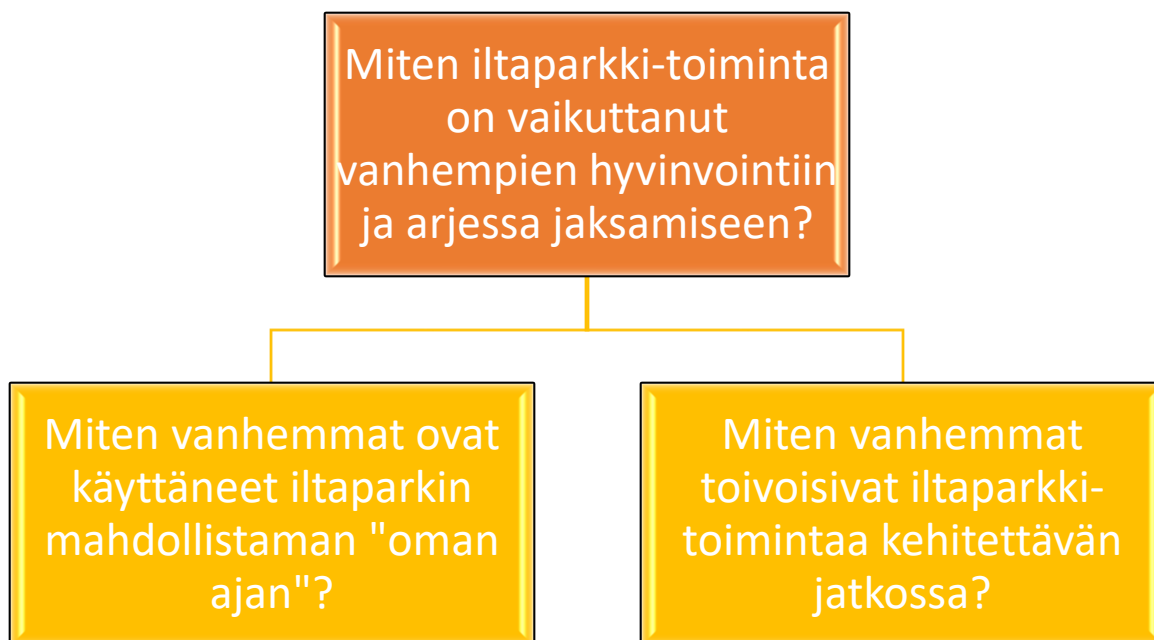 Miten iltaparkki-toiminta
on vaikuttanut
vanhempien hyvinvointiin
ja arjessa jaksamiseen?
Miten vanhemmat ovat
käyttäneet iltaparkin
mahdollistaman "oman
ajan"?
Miten vanhemmat
toivoisivat iltaparkki-
toimintaa kehitettävän
jatkossa?